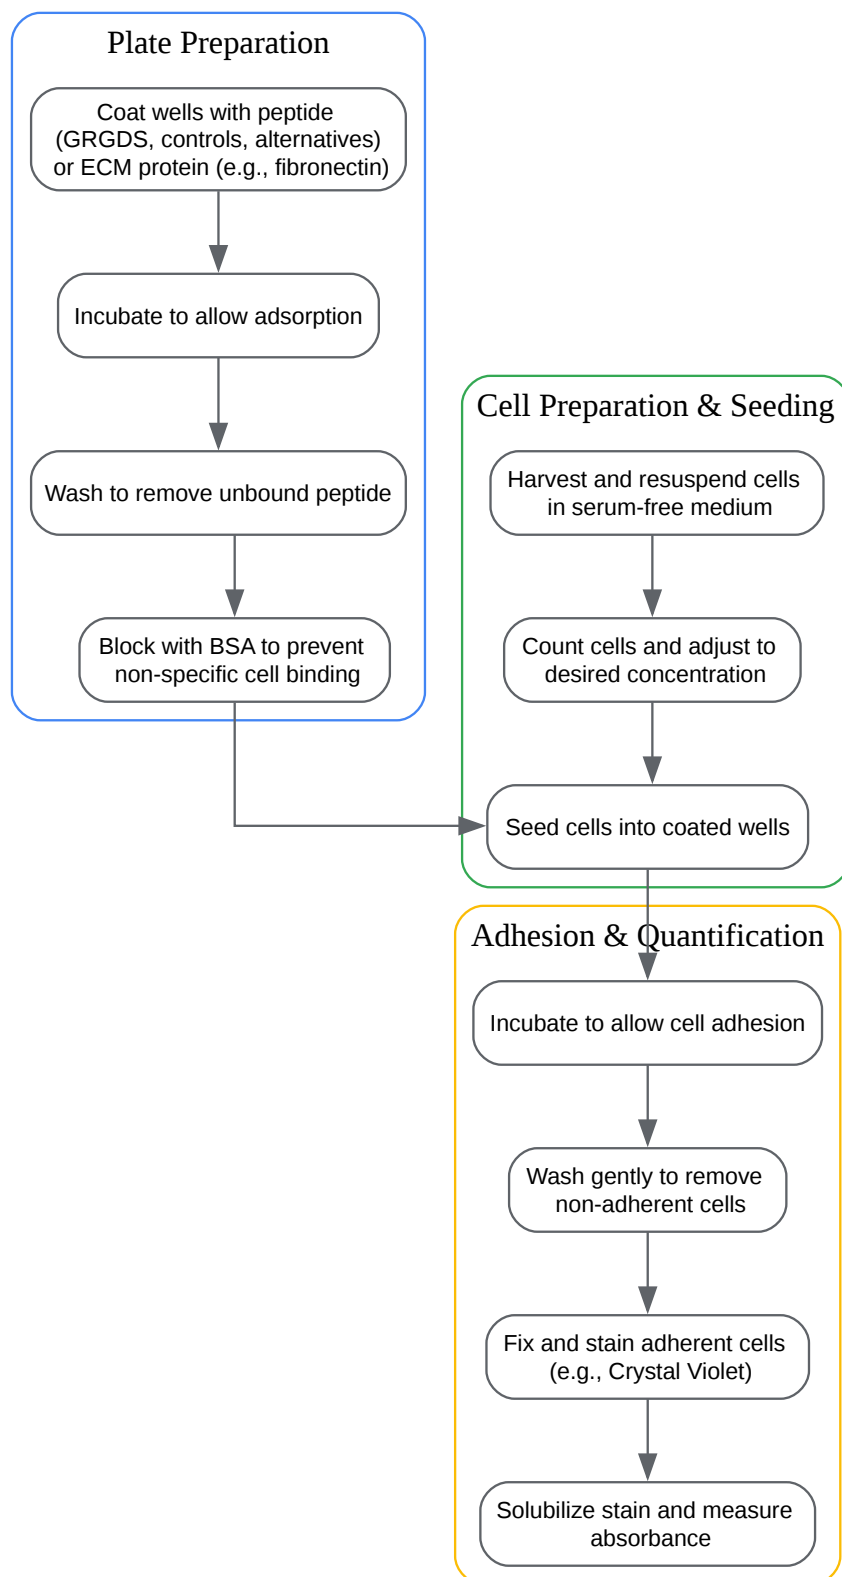 Plate Preparation
Coat wells with peptide
(GRGDS, controls, alternatives)
or ECM protein (e.g., fibronectin)
Incubate to allow adsorption
Wash to remove unbound peptide
Block with BSA to prevent
non-specific cell binding
Cell Preparation & Seeding
Harvest and resuspend cells
in serum-free medium
Count cells and adjust to
desired concentration
Seed cells into coated wells
Adhesion & Quantification
Incubate to allow cell adhesion
Wash gently to remove
non-adherent cells
Fix and stain adherent cells
(e.g., Crystal Violet)
Solubilize stain and measure
absorbance